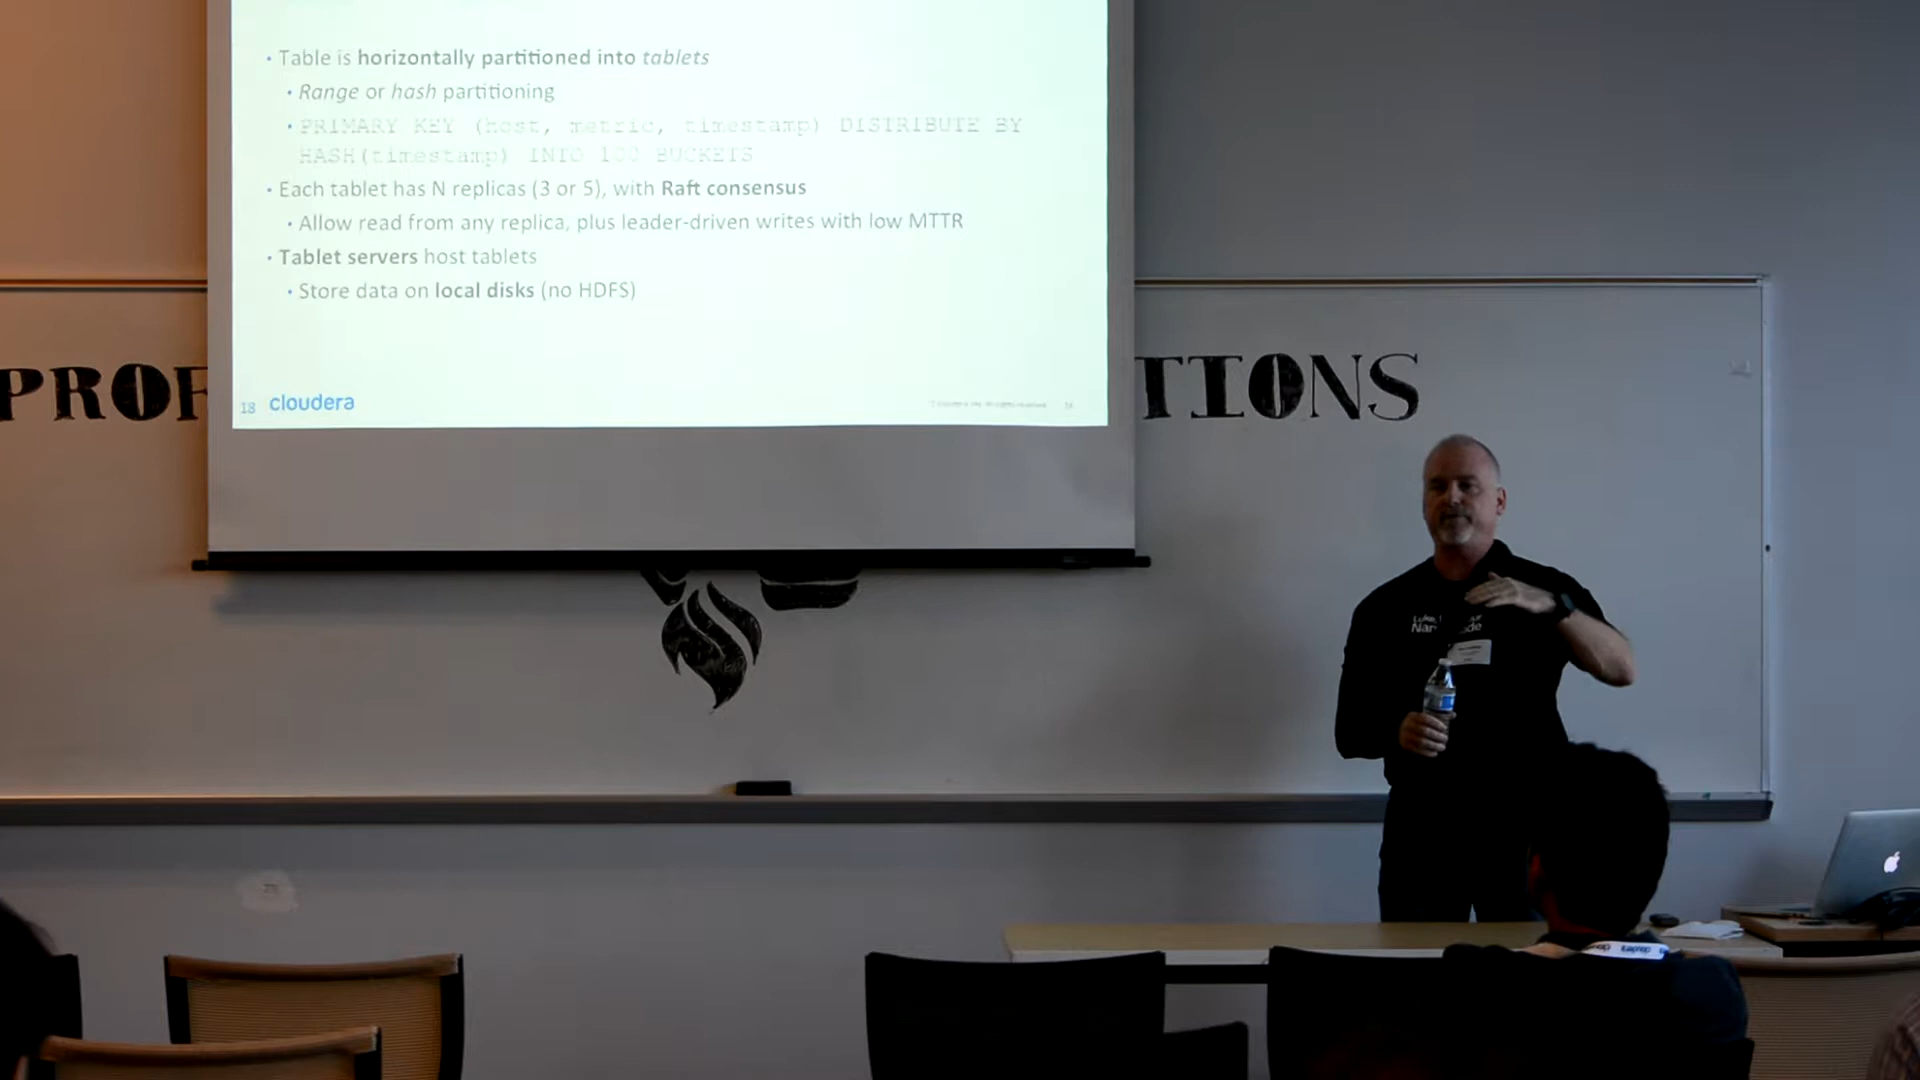 • Table is horizontally partitioned into tablets
• Range or hash partitioning
• PRIMARY KEY (host, metric, timestamp) DISTRIBUTE BY
HASH(timestamp) INTO 100 BUCKETS
• Each tablet has N replicas (3 or 5), with Raft consensus
• Allow read from any replica, plus leader-driven writes with low MTTR
• Tablet servers host tablets
• Store data on local disks (no HDFS)
18 cloudera
PROF
TIONS